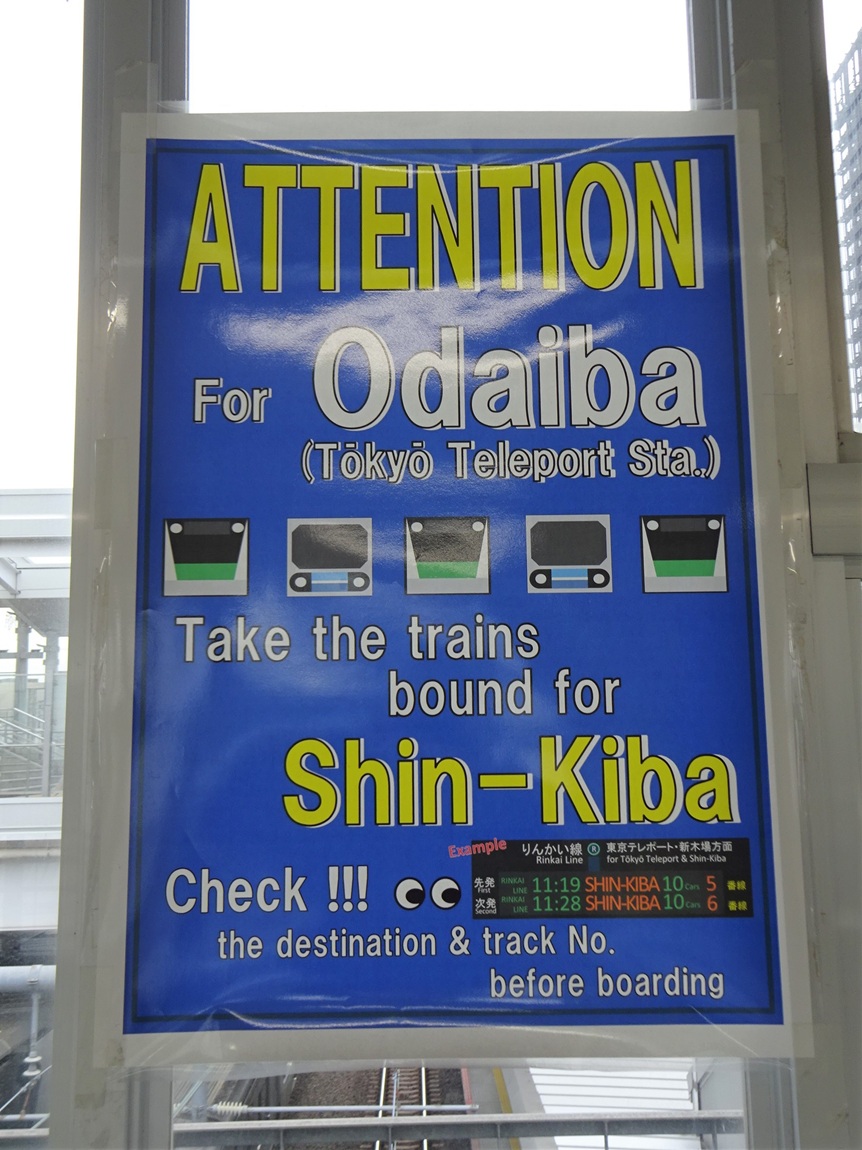 ATTENTION
For Odaiba
(Tōkyō Teleport Sta.)
Take the trains
bound for
Shin-Kiba
Example
りんかい線 Ⓡ 東京テレポート・新木場方面
Rinkai Line for Tōkyō Teleport & Shin-Kiba
先発 First RINKAI LINE 11:19 SHIN-KIBA 10 Cars 5 番線
次発 Second RINKAI LINE 11:28 SHIN-KIBA 10 Cars 6 番線
Check !!!
the destination & track No.
before boarding